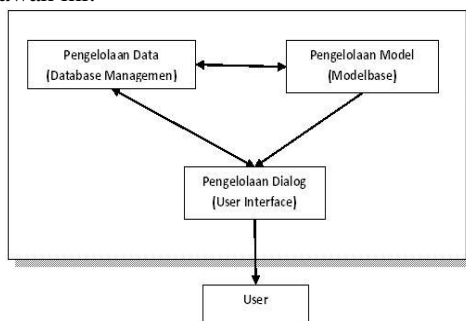 Pengelolaan Data
(Database Managemen)
Pengelolaan Model
(Modelbase)
Pengelolaan Dialog
(User Interface)
User